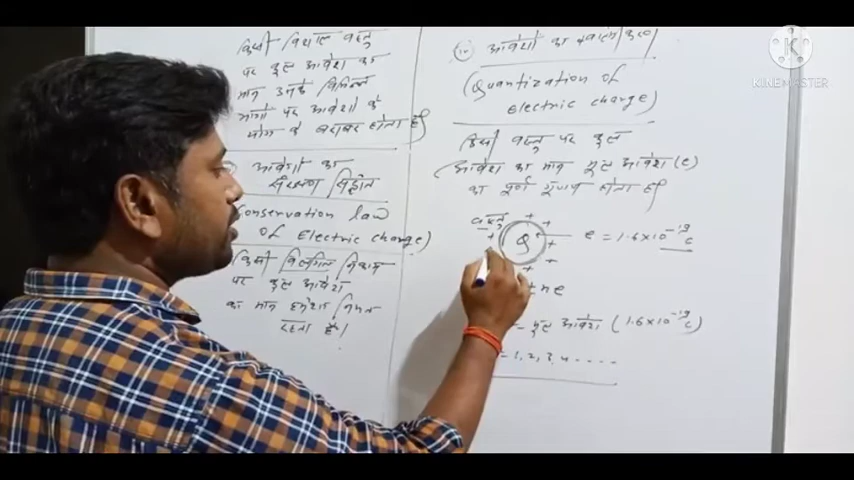 किसी विशाल वस्तु
पर कुल आवेश का
मान उसके विभिन्न
भागों पर आवेशों के
योग के बराबर होता है
आवेशों का
संरक्षण सिद्धांत
Conservation law
of Electric charge)
किसी विलगित निकाय
पर कुल आवेश
का मान हमेशा नियत
रहता है।
(iv) आवेशों का क्वांटमीकरण
(Quantization of
electric charge)
किसी वस्तु पर कुल
आवेश का मान मूल आवेश (e)
का पूर्ण गुणज होता है
वस्तु
Q
e = 1.6×10⁻¹⁹ c
±ne
= मूल आवेश (1.6×10⁻¹⁹ c)
= 1, 2, 3, 4 . . . . .
K
KINEMASTER